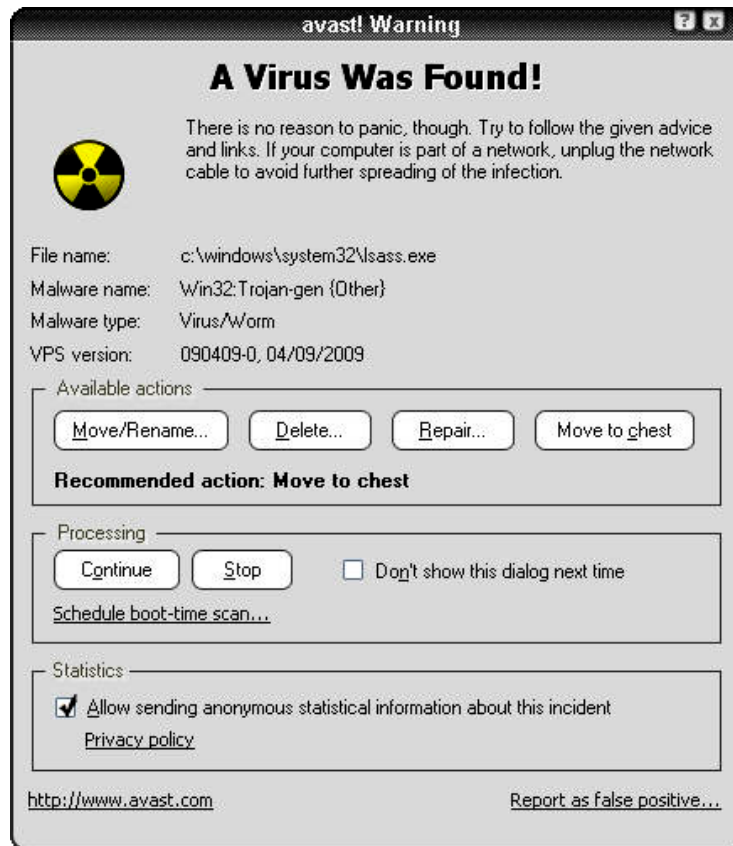 avast! Warning
? x
A Virus Was Found!
There is no reason to panic, though. Try to follow the given advice
and links. If your computer is part of a network, unplug the network
cable to avoid further spreading of the infection.
File name: c:\windows\system32\lsass.exe
Malware name: Win32:Trojan-gen {Other}
Malware type: Virus/Worm
VPS version: 090409-0, 04/09/2009
Available actions
Move/Rename... Delete... Repair... Move to chest
Recommended action: Move to chest
Processing
Continue Stop Don't show this dialog next time
Schedule boot-time scan...
Statistics
Allow sending anonymous statistical information about this incident
Privacy policy
http://www.avast.com Report as false positive...